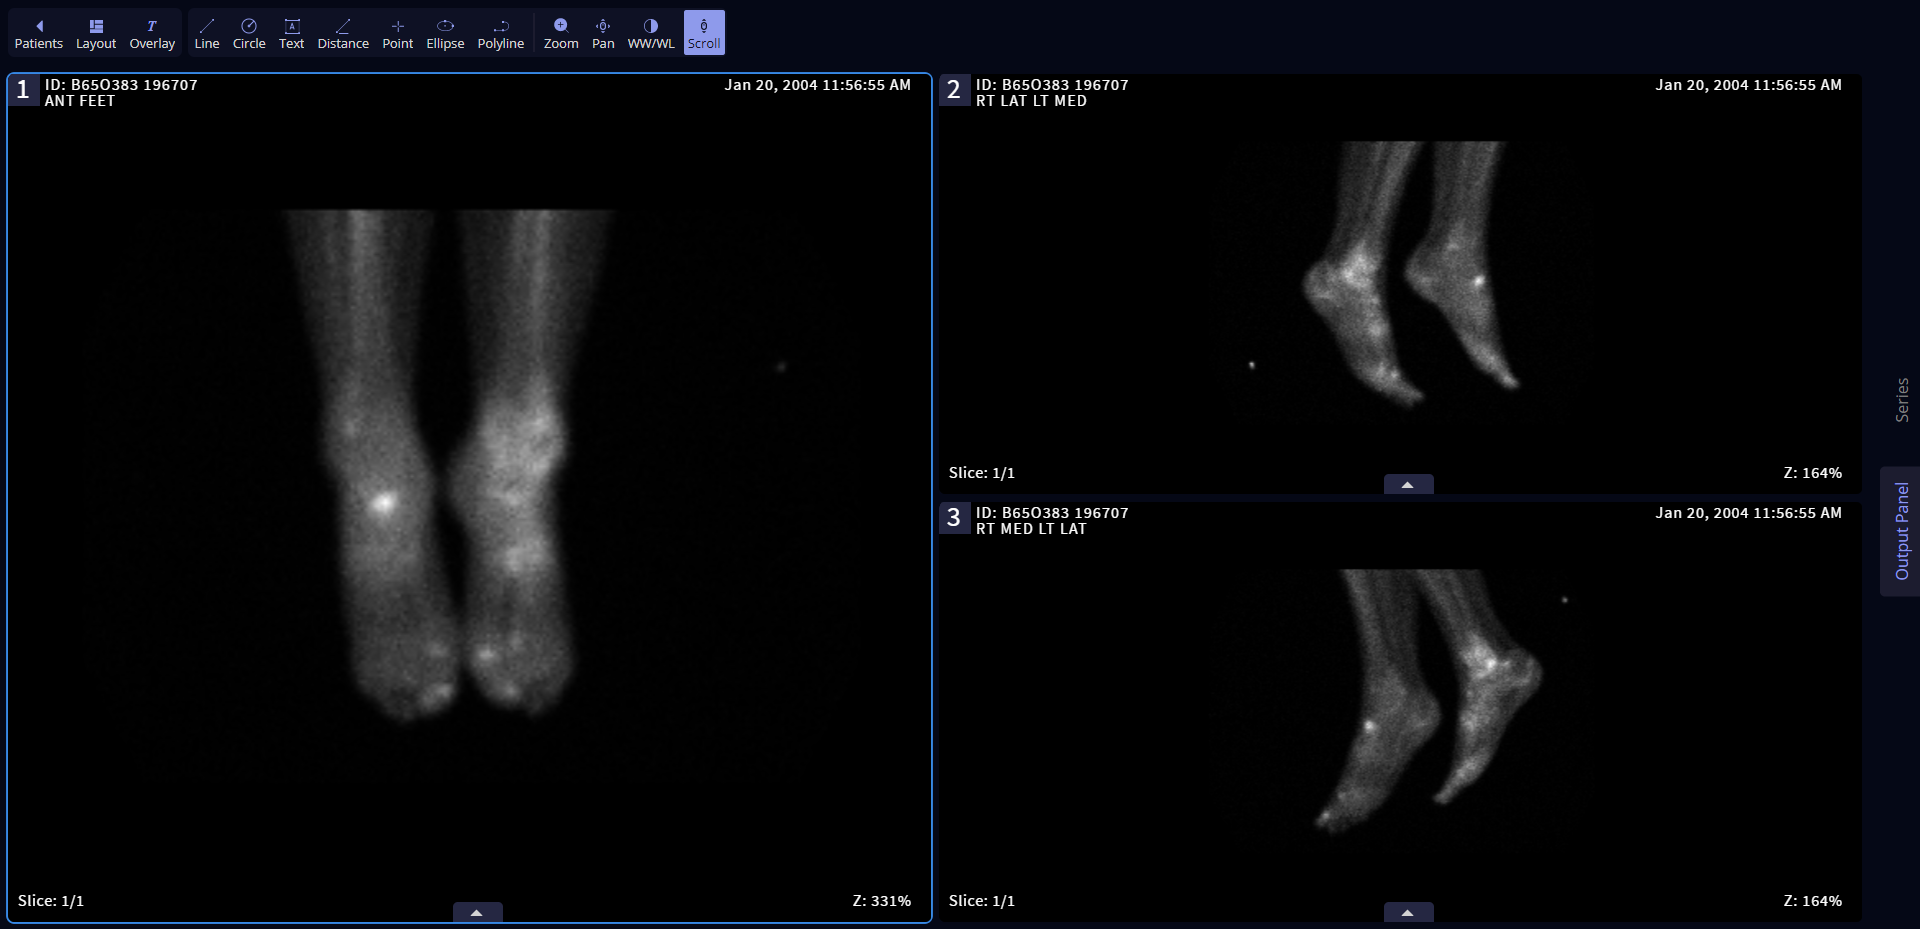 Patients Layout Overlay Line Circle Text Distance Point Ellipse Polyline Zoom Pan WW/WL Scroll
1 ID: B65O383 196707 Jan 20, 2004 11:56:55 AM
ANT FEET
Slice: 1/1 Z: 331%
2 ID: B65O383 196707 Jan 20, 2004 11:56:55 AM
RT LAT LT MED
Slice: 1/1 Z: 164%
3 ID: B65O383 196707 Jan 20, 2004 11:56:55 AM
RT MED LT LAT
Slice: 1/1 Z: 164%
Series
Output Panel